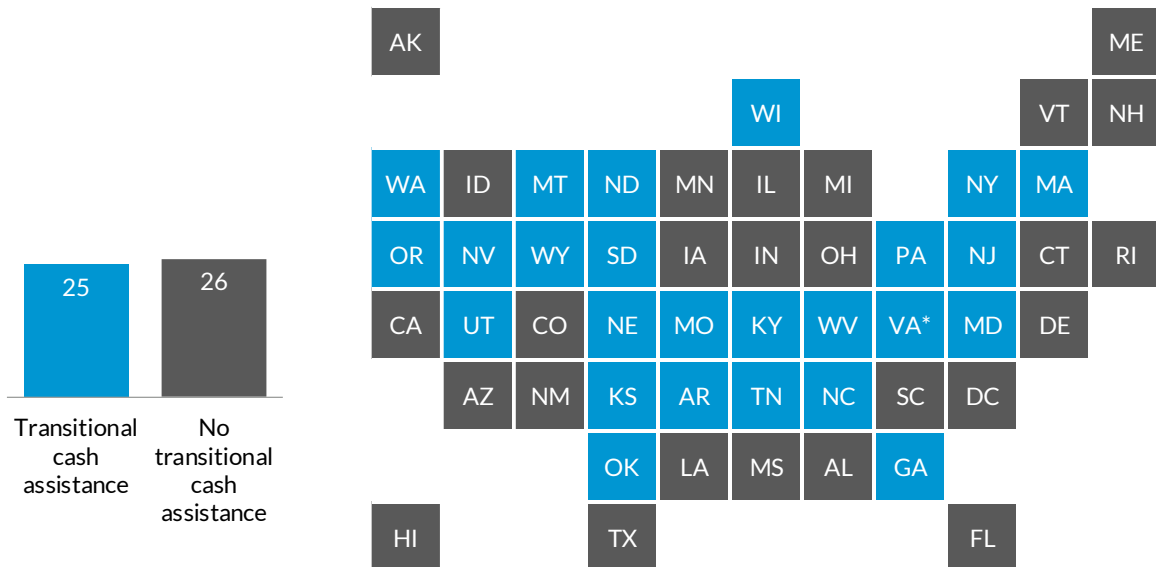 AK ME
WI VT NH
WA ID MT ND MN IL MI NY MA
OR NV WY SD IA IN OH PA NJ CT RI
CA UT CO NE MO KY WV VA* MD DE
AZ NM KS AR TN NC SC DC
OK LA MS AL GA
HI TX FL
25 26
Transitional
cash
assistance
No
transitional
cash
assistance